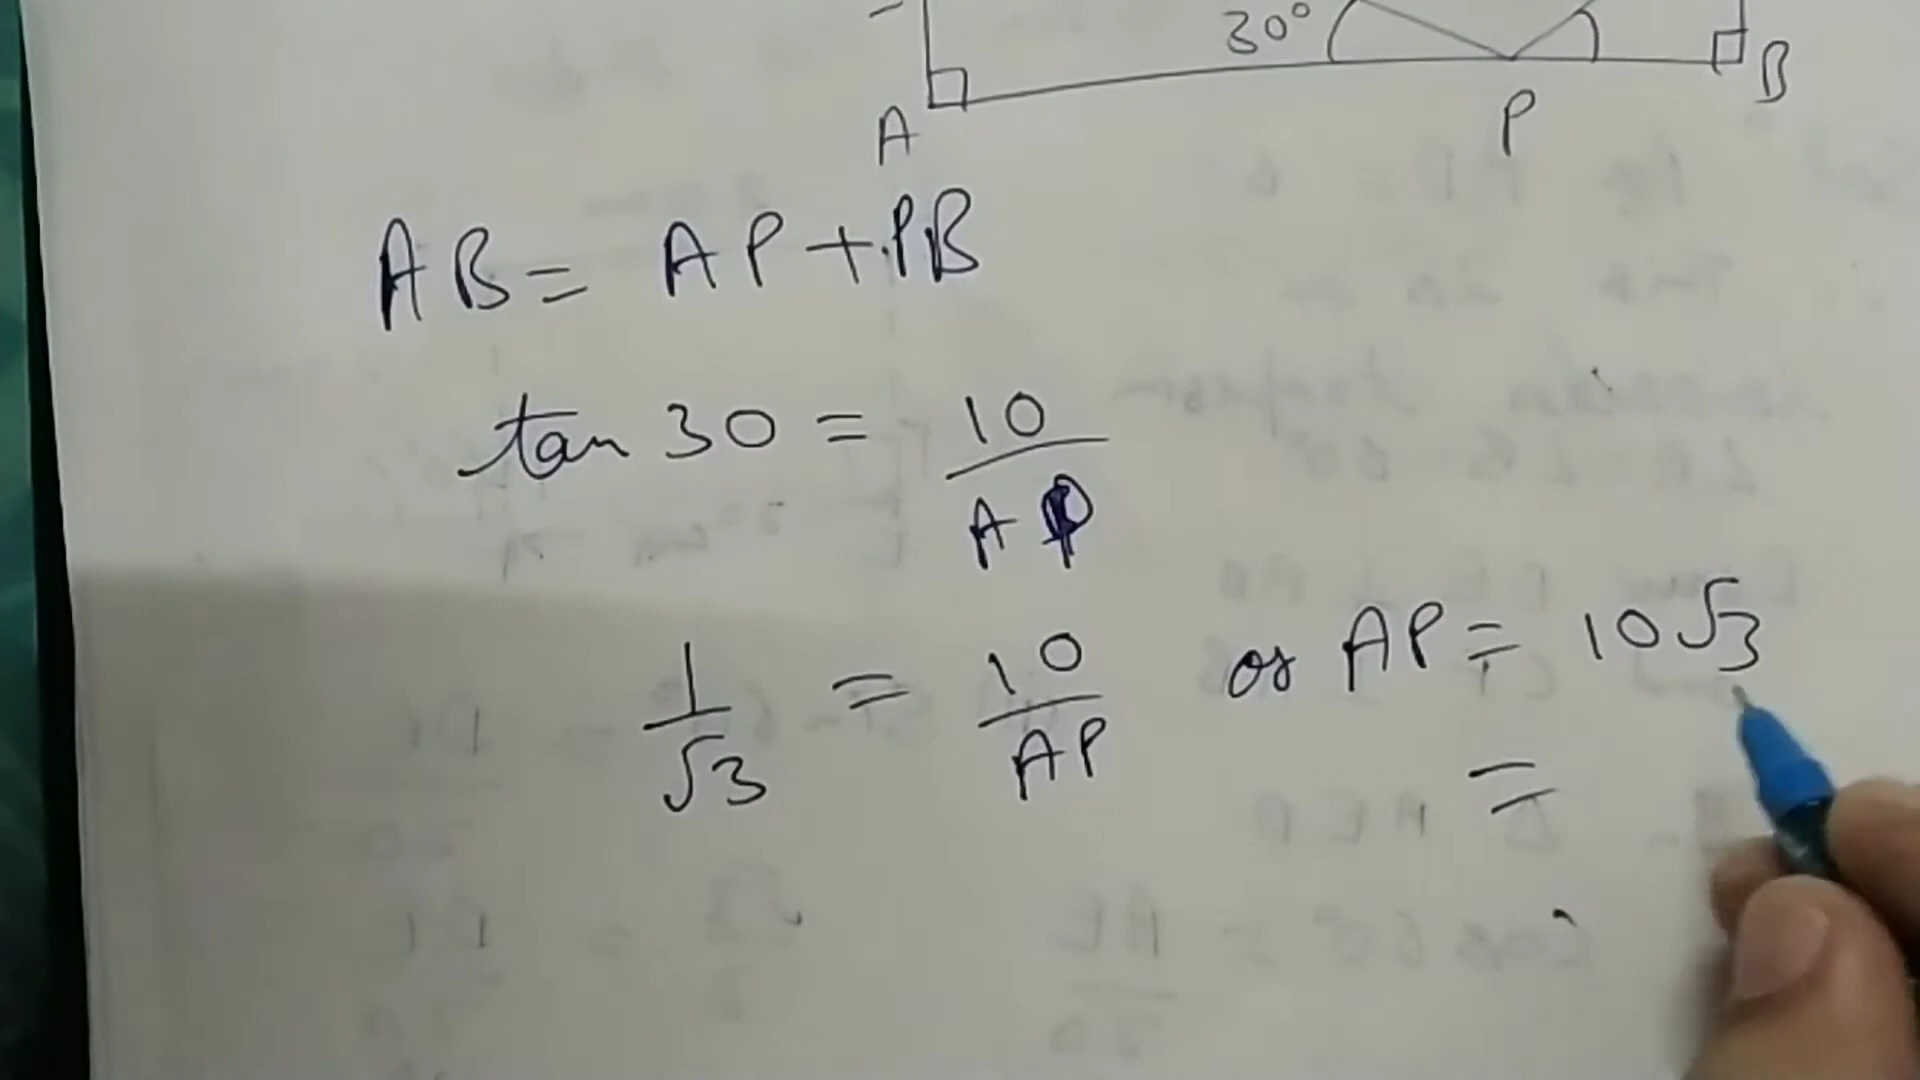 30°
A P B
AB = AP + PB
tan 30 = 10/AP
1/√3 = 10/AP or AP = 10√3
=